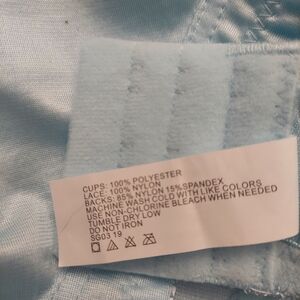 CUPS: 100% POLYESTER
LACE: 100% NYLON
BACKS: 85% NYLON 15%SPANDEX
MACHINE WASH COLD WITH LIKE COLORS
USE NON-CHLORINE BLEACH WHEN NEEDED
TUMBLE DRY LOW
DO NOT IRON
SG03 19